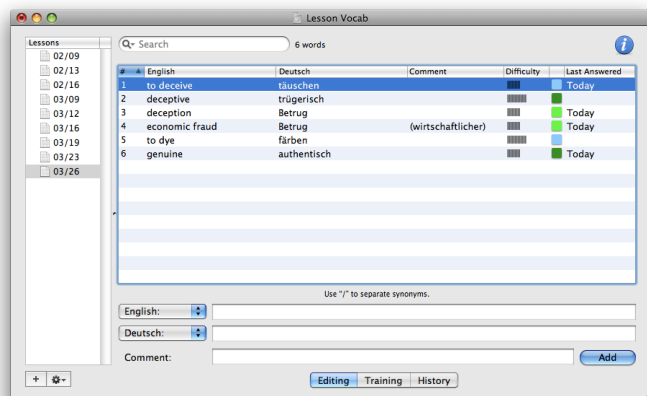 Lesson Vocab
Lessons
02/09
02/13
02/16
03/09
03/12
03/16
03/19
03/23
03/26
Search
6 words
# English Deutsch Comment Difficulty Last Answered
1 to deceive täuschen Today
2 deceptive trügerisch
3 deception Betrug Today
4 economic fraud Betrug (wirtschaftlicher) Today
5 to dye färben
6 genuine authentisch Today
Use "/" to separate synonyms.
English:
Deutsch:
Comment: Add
Editing Training History